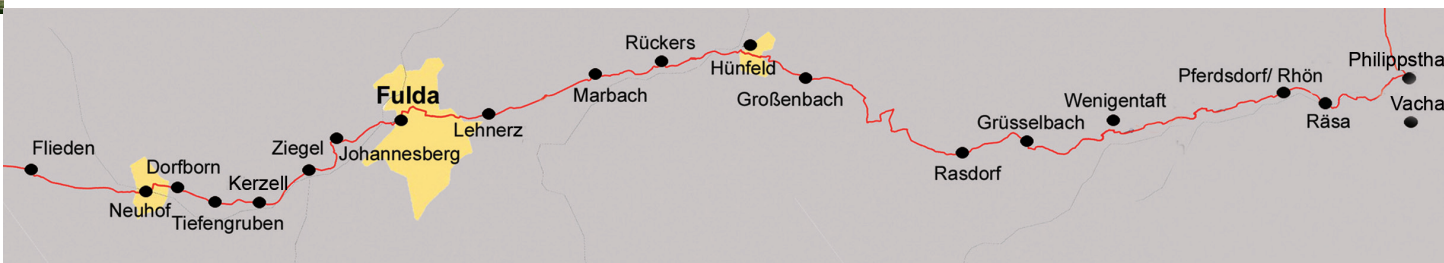 Flieden
Neuhof
Dorfborn
Tiefengruben
Kerzell
Ziegel
Johannesberg
Fulda
Lehnerz
Marbach
Rückers
Hünfeld
Großenbach
Rasdorf
Grüsselbach
Wenigentaft
Pferdsdorf/ Rhön
Räsa
Philippstha
Vacha